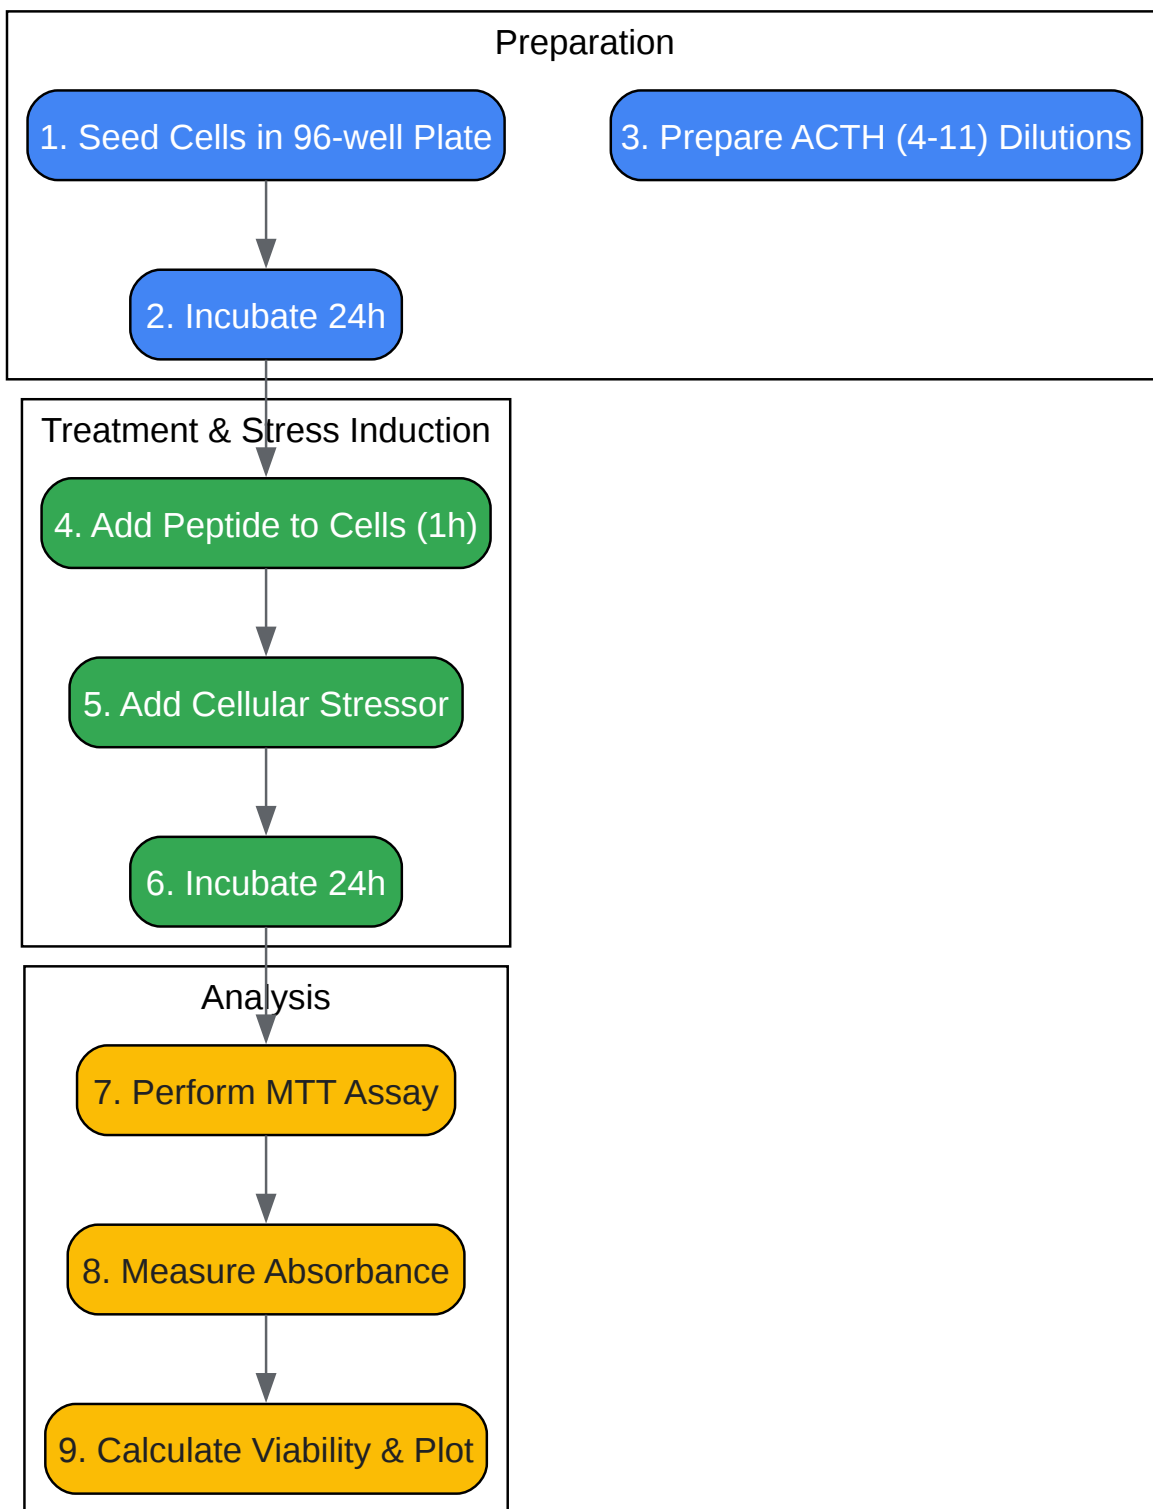 Preparation
1. Seed Cells in 96-well Plate
3. Prepare ACTH (4-11) Dilutions
2. Incubate 24h
Treatment & Stress Induction
4. Add Peptide to Cells (1h)
5. Add Cellular Stressor
6. Incubate 24h
Analysis
7. Perform MTT Assay
8. Measure Absorbance
9. Calculate Viability & Plot